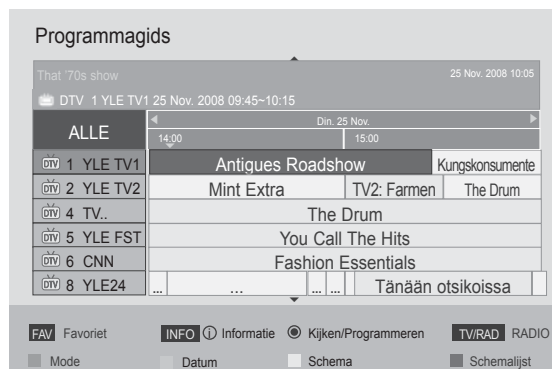 Programmagids
That '70s show 25 Nov. 2008 10:05
DTV 1 YLE TV1 25 Nov. 2008 09:45~10:15
ALLE Din. 25 Nov.
14:00 15:00
DTV 1 YLE TV1 Antigues Roadshow Kungskonsumente
DTV 2 YLE TV2 Mint Extra TV2: Farmen The Drum
DTV 4 TV.. The Drum
DTV 5 YLE FST You Call The Hits
DTV 6 CNN Fashion Essentials
DTV 8 YLE24 ... ... ... ... Tänään otsikoissa
FAV Favoriet INFO i Informatie Kijken/Programmeren TV/RAD RADIO
Mode Datum Schema Schemalijst